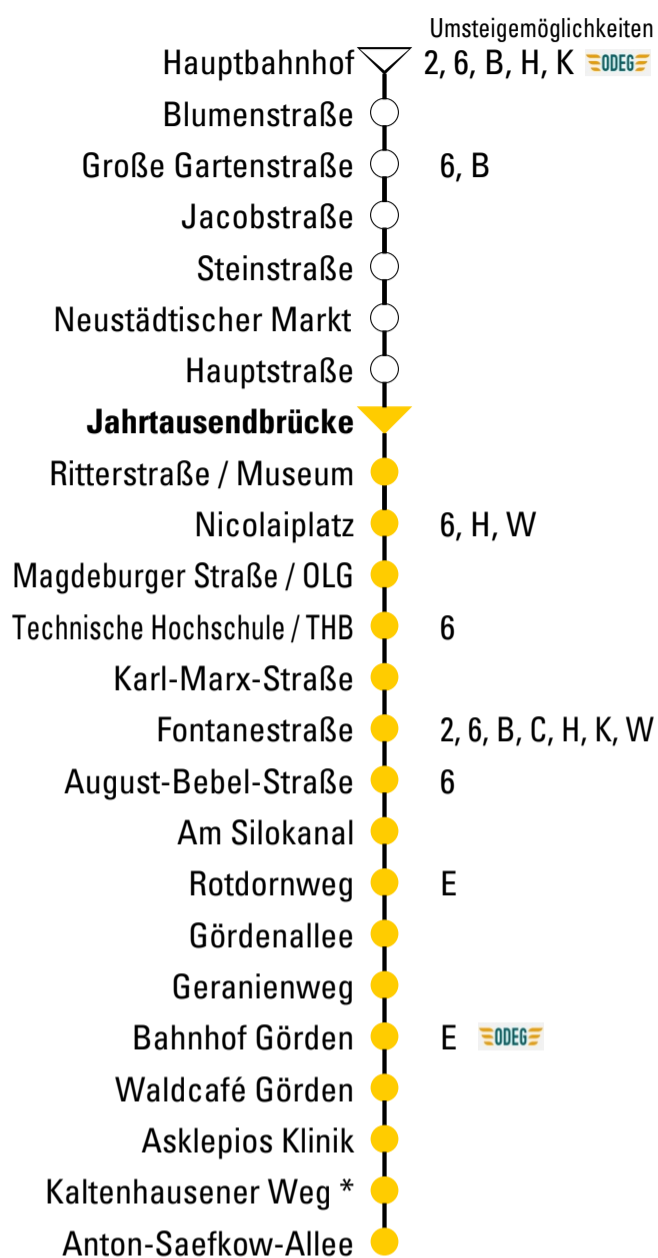 Umsteigemöglichkeiten
Hauptbahnhof 2, 6, B, H, K ODEG
Blumenstraße
Große Gartenstraße 6, B
Jacobstraße
Steinstraße
Neustädtischer Markt
Hauptstraße
Jahrtausendbrücke
Ritterstraße / Museum
Nicolaiplatz 6, H, W
Magdeburger Straße / OLG
Technische Hochschule / THB 6
Karl-Marx-Straße
Fontanestraße 2, 6, B, C, H, K, W
August-Bebel-Straße 6
Am Silokanal
Rotdornweg E
Gördenallee
Geranienweg
Bahnhof Görden E ODEG
Waldcafé Görden
Asklepios Klinik
Kaltenhausener Weg *
Anton-Saefkow-Allee